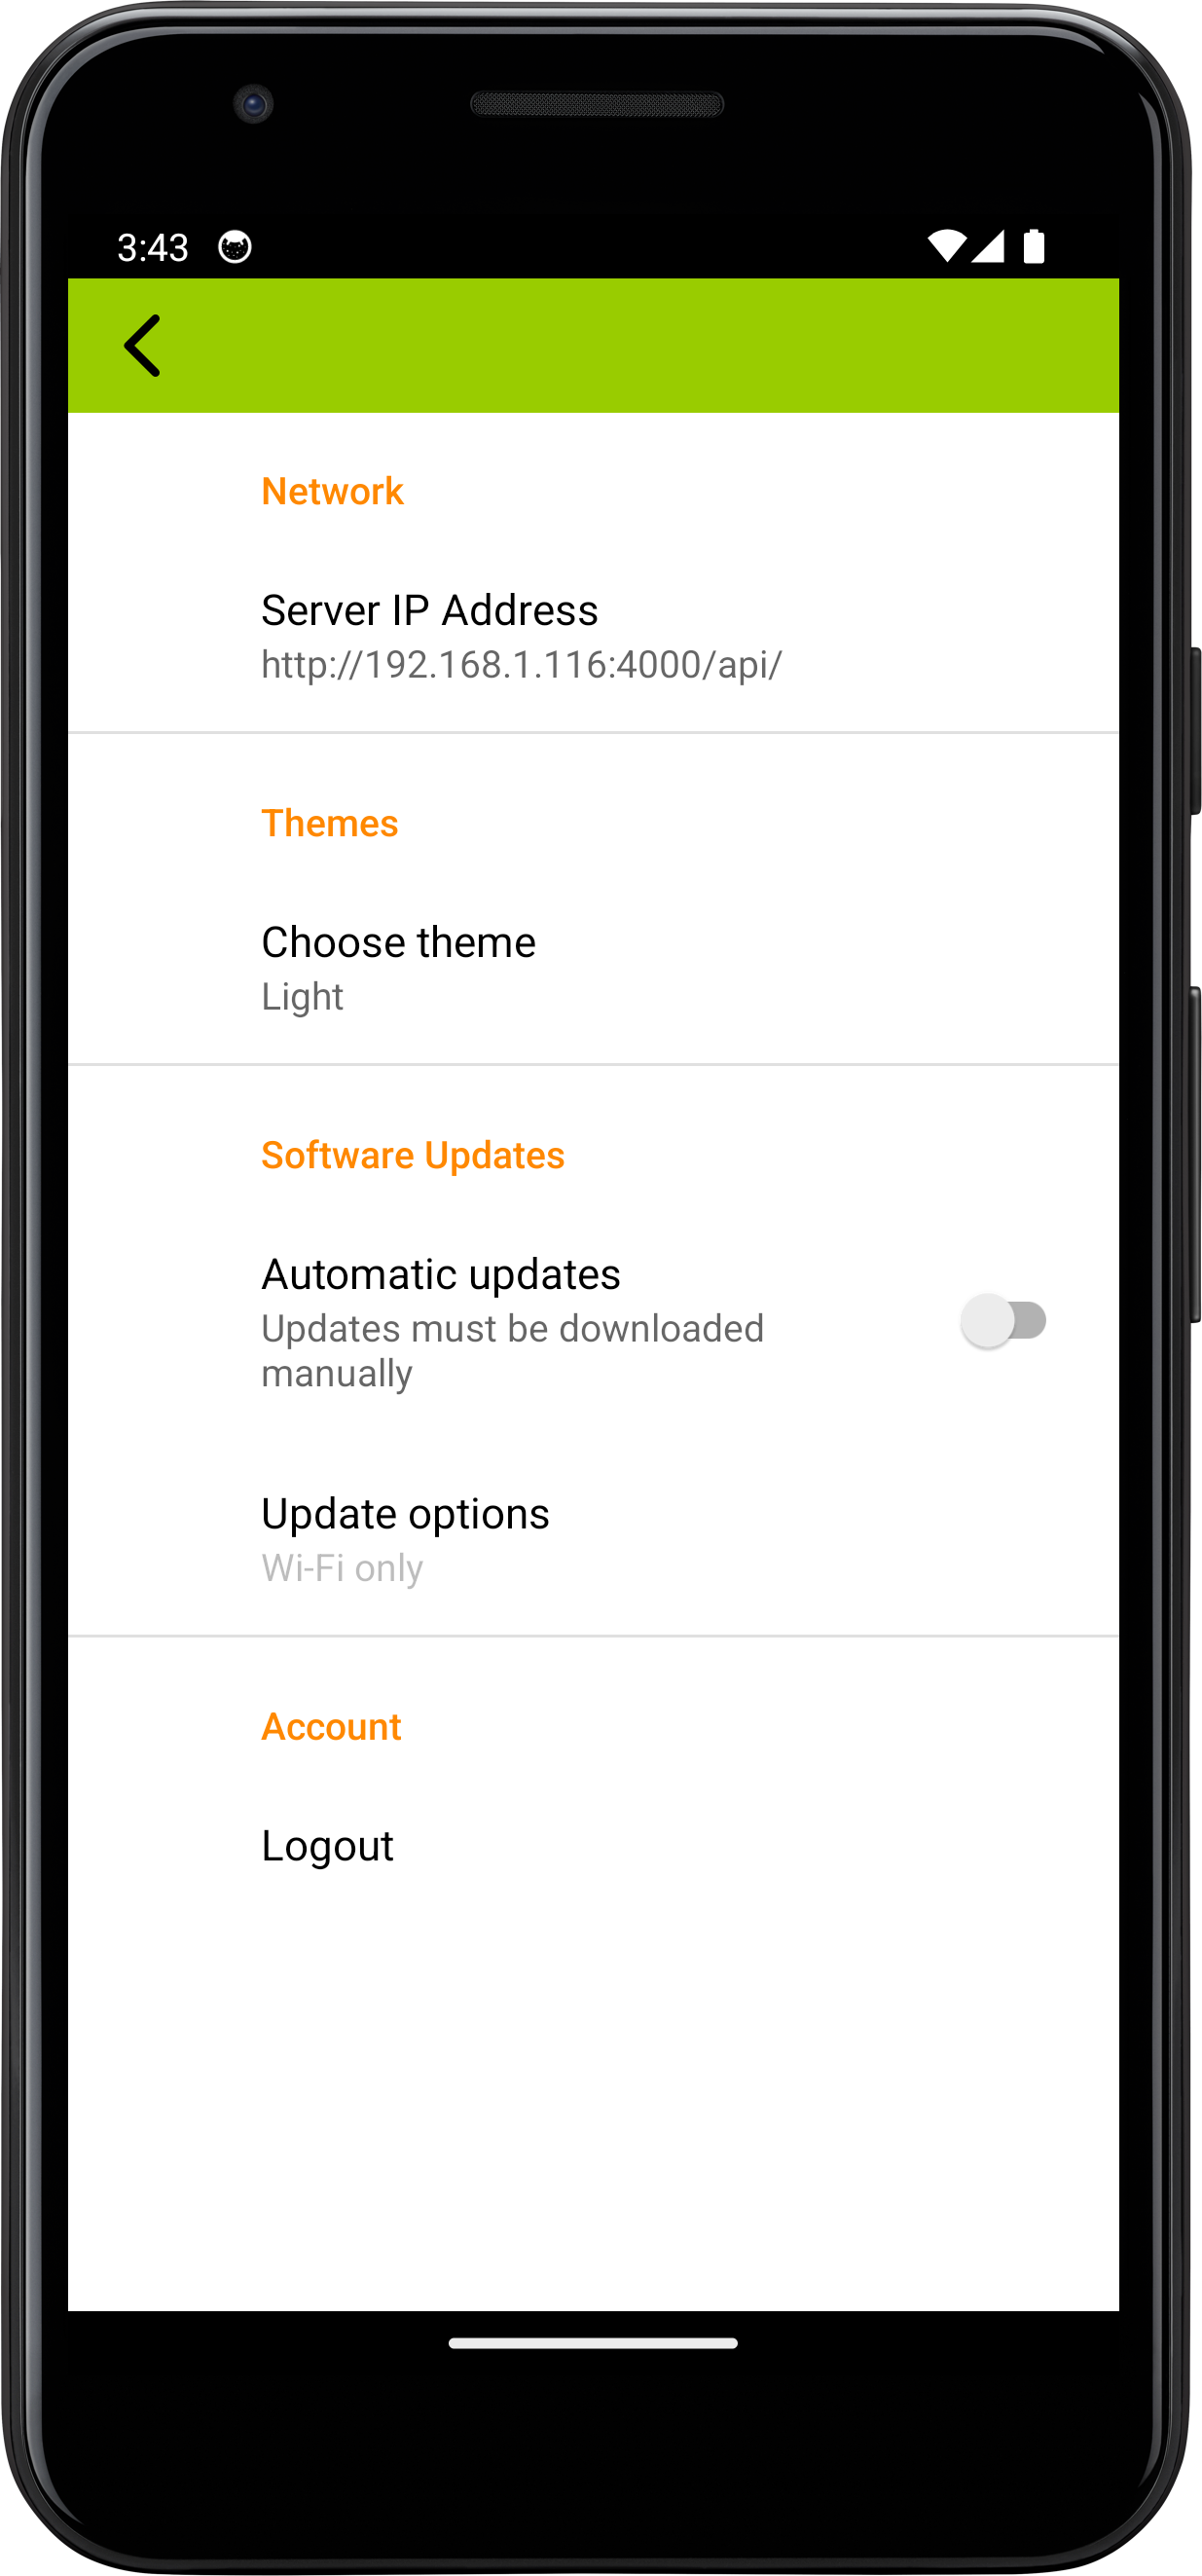 3:43
Network
Server IP Address
http://192.168.1.116:4000/api/
Themes
Choose theme
Light
Software Updates
Automatic updates
Updates must be downloaded
manually
Update options
Wi-Fi only
Account
Logout